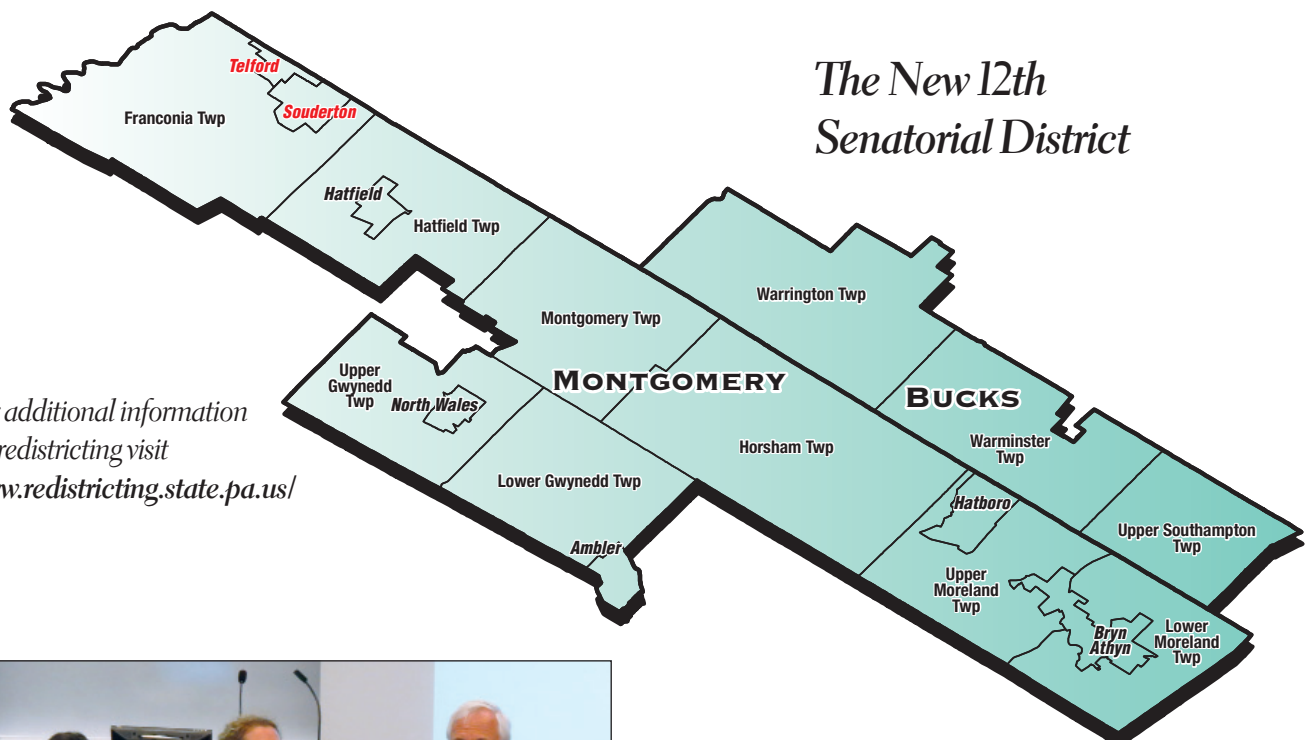 The New 12th
Senatorial District
Telford
Souderton
Franconia Twp
Hatfield
Hatfield Twp
Montgomery Twp
Warrington Twp
MONTGOMERY
BUCKS
Upper
Gwynedd
Twp
North Wales
Lower Gwynedd Twp
Horsham Twp
Warminster
Twp
Hatboro
Upper Southampton
Twp
Ambler
Upper
Moreland
Twp
Bryn
Athyn
Lower
Moreland
Twp
additional information
redistricting visit
w.redistricting.state.pa.us/